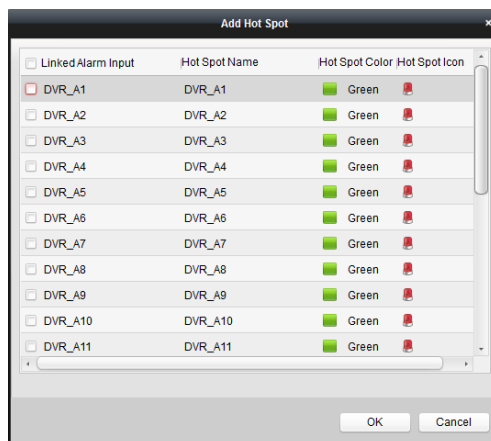 Add Hot Spot
Linked Alarm Input Hot Spot Name Hot Spot Color Hot Spot Icon
DVR_A1 DVR_A1 Green
DVR_A2 DVR_A2 Green
DVR_A3 DVR_A3 Green
DVR_A4 DVR_A4 Green
DVR_A5 DVR_A5 Green
DVR_A6 DVR_A6 Green
DVR_A7 DVR_A7 Green
DVR_A8 DVR_A8 Green
DVR_A9 DVR_A9 Green
DVR_A10 DVR_A10 Green
DVR_A11 DVR_A11 Green
OK Cancel